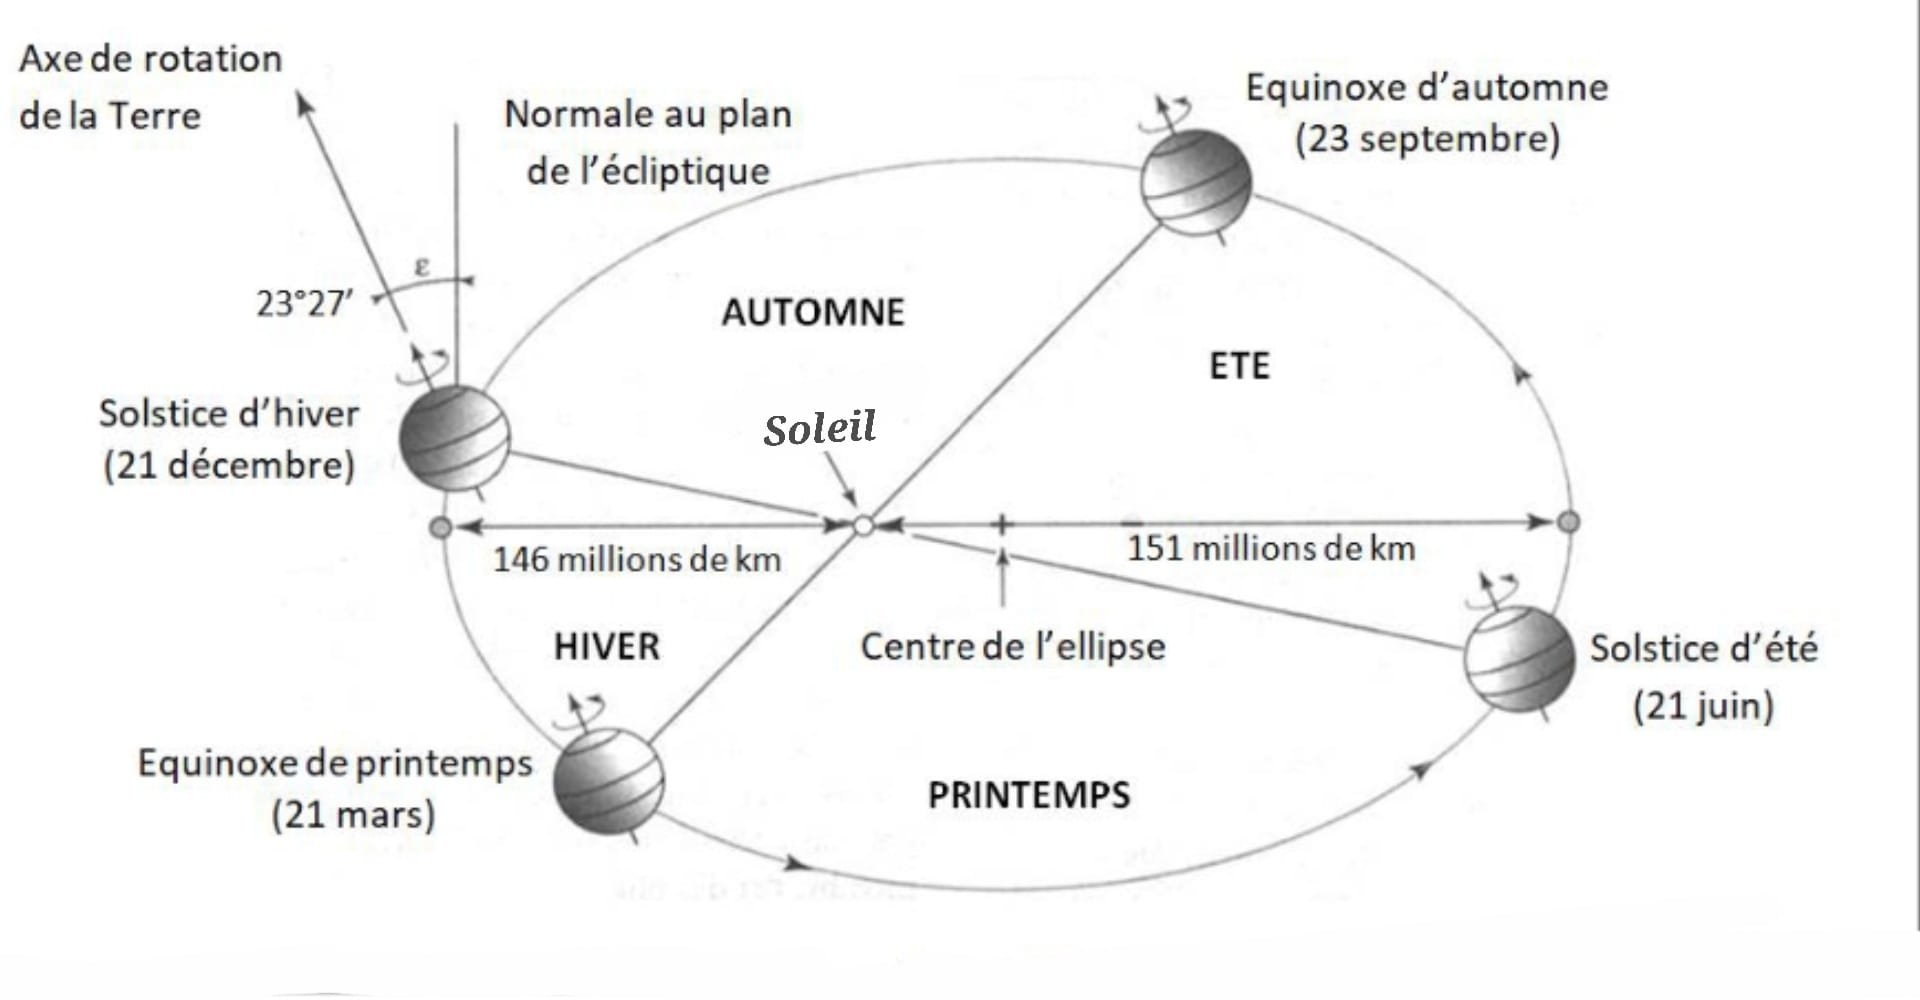 Axe de rotation
de la Terre
Normale au plan
de l'écliptique
Equinoxe d'automne
(23 septembre)
ε
23°27'
AUTOMNE
ETE
Solstice d'hiver
(21 décembre)
Soleil
146 millions de km
151 millions de km
HIVER
Centre de l'ellipse
Solstice d'été
(21 juin)
Equinoxe de printemps
(21 mars)
PRINTEMPS